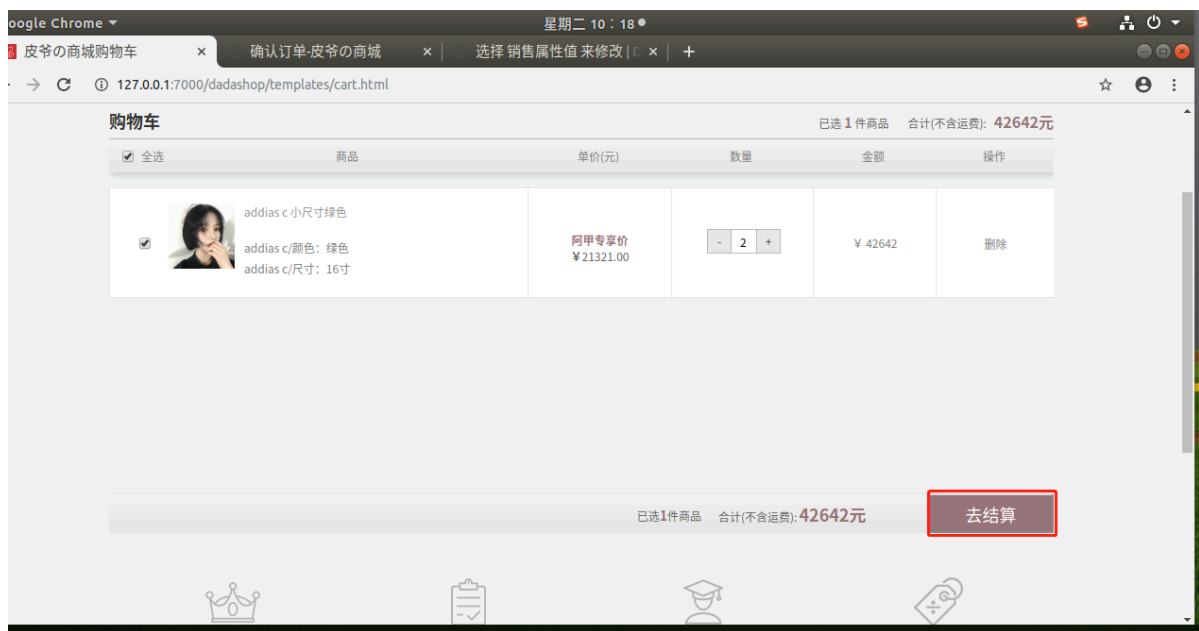 oogle Chrome
星期二 10：18
皮爷の商城购物车
确认订单-皮爷の商城
选择 销售属性值 来修改 | D
127.0.0.1:7000/dadashop/templates/cart.html
购物车
已选 1 件商品 合计(不含运费): 42642元
全选 商品 单价(元) 数量 金额 操作
addias c 小尺寸绿色
addias c/颜色：绿色
addias c/尺寸：16寸
阿甲专享价
¥21321.00
- 2 +
¥ 42642
删除
已选1件商品 合计(不含运费):42642元
去结算